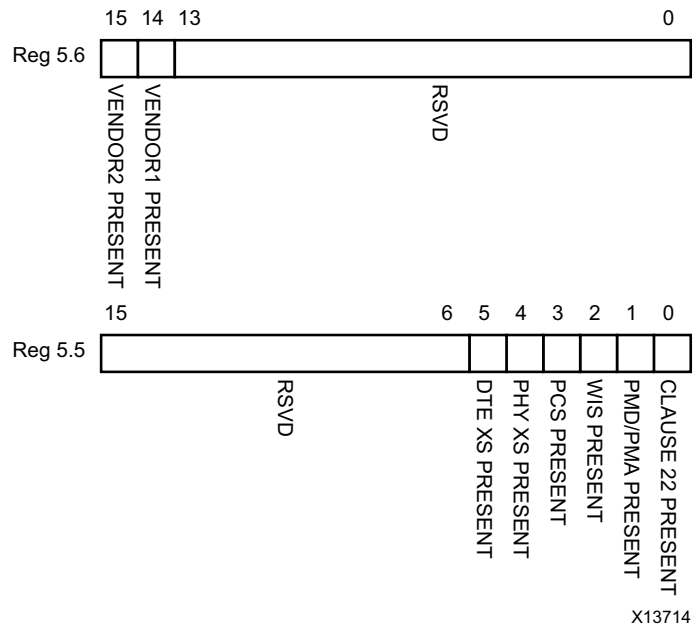 15 14 13 0
Reg 5.6
VENDOR2 PRESENT
VENDOR1 PRESENT
RSVD
15 6 5 4 3 2 1 0
Reg 5.5
RSVD
DTE XS PRESENT
PHY XS PRESENT
PCS PRESENT
WIS PRESENT
PMD/PMA PRESENT
CLAUSE 22 PRESENT
X13714